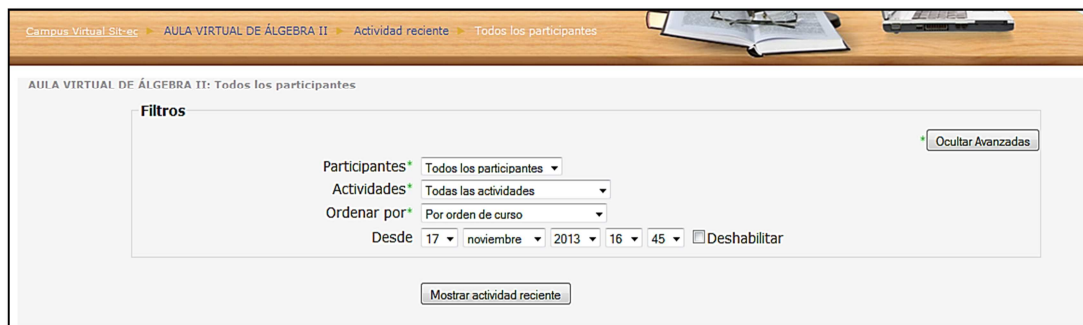 Campus Virtual Sit-ec ► AULA VIRTUAL DE ÁLGEBRA II ► Actividad reciente ► Todos los participantes
AULA VIRTUAL DE ÁLGEBRA II: Todos los participantes
Filtros
* Ocultar Avanzadas
Participantes* Todos los participantes
Actividades* Todas las actividades
Ordenar por* Por orden de curso
Desde 17 noviembre 2013 16 45 Deshabilitar
Mostrar actividad reciente